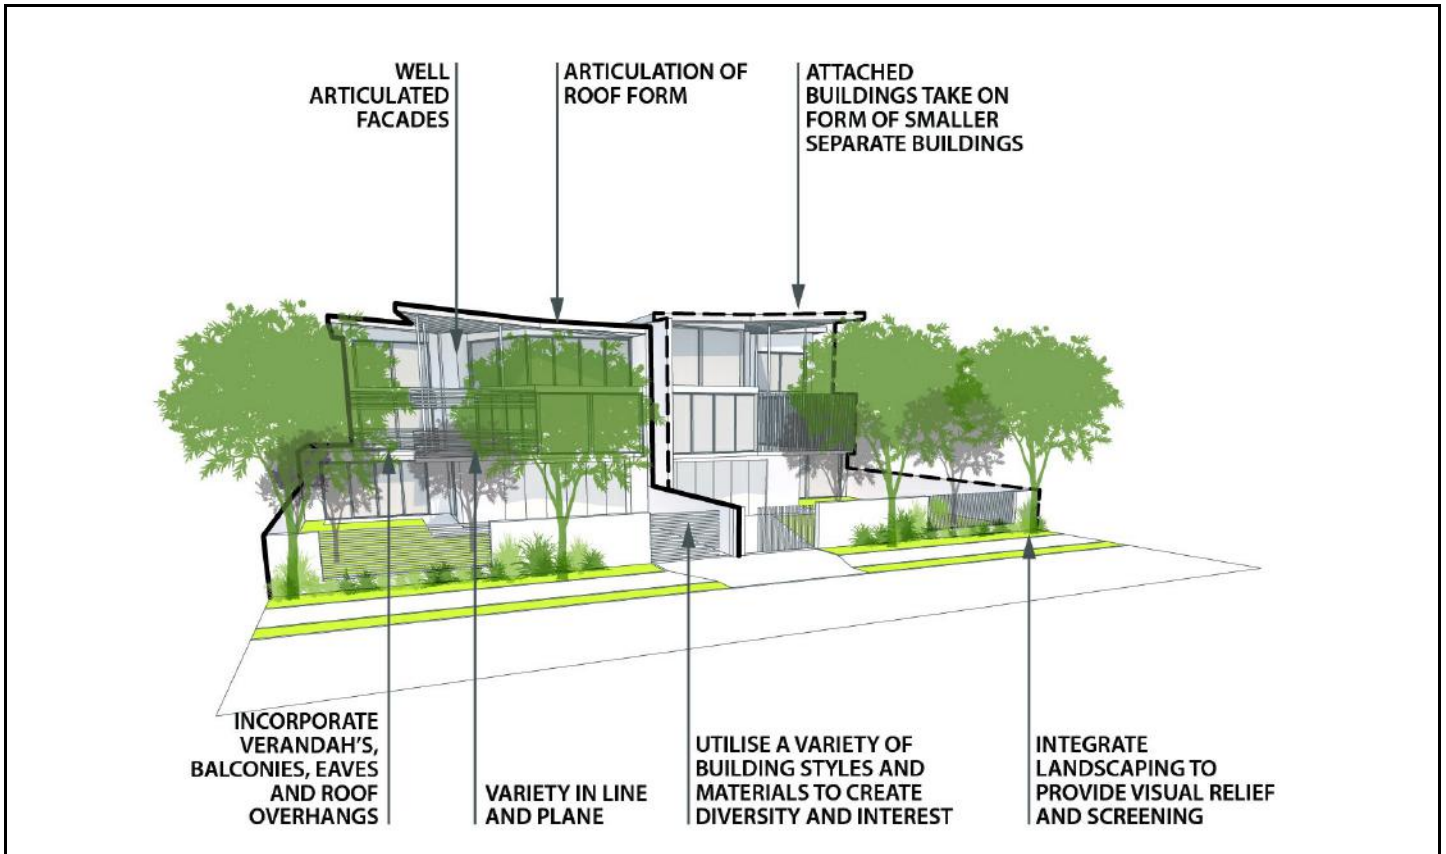 WELL
ARTICULATED
FACADES
ARTICULATION OF
ROOF FORM
ATTACHED
BUILDINGS TAKE ON
FORM OF SMALLER
SEPARATE BUILDINGS
INCORPORATE
VERANDAH'S,
BALCONIES, EAVES
AND ROOF
OVERHANGS
VARIETY IN LINE
AND PLANE
UTILISE A VARIETY OF
BUILDING STYLES AND
MATERIALS TO CREATE
DIVERSITY AND INTEREST
INTEGRATE
LANDSCAPING TO
PROVIDE VISUAL RELIEF
AND SCREENING